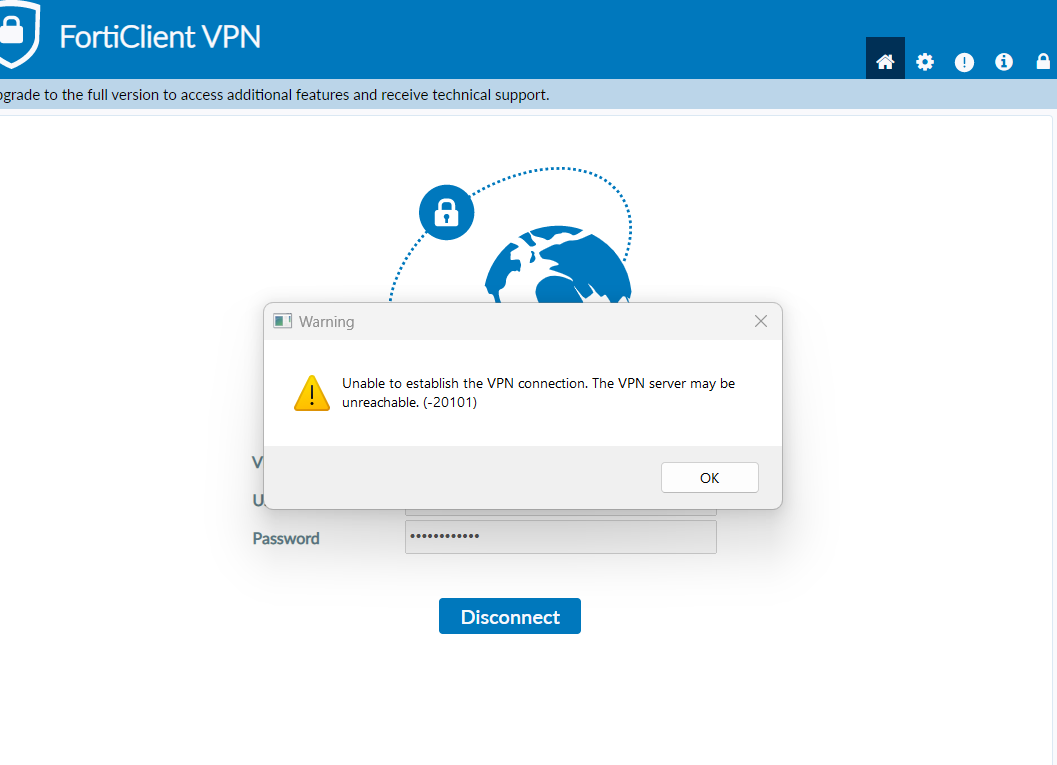 FortiClient VPN
pgrade to the full version to access additional features and receive technical support.
Warning
Unable to establish the VPN connection. The VPN server may be
unreachable. (-20101)
OK
V
U
Password
••••••••••••
Disconnect